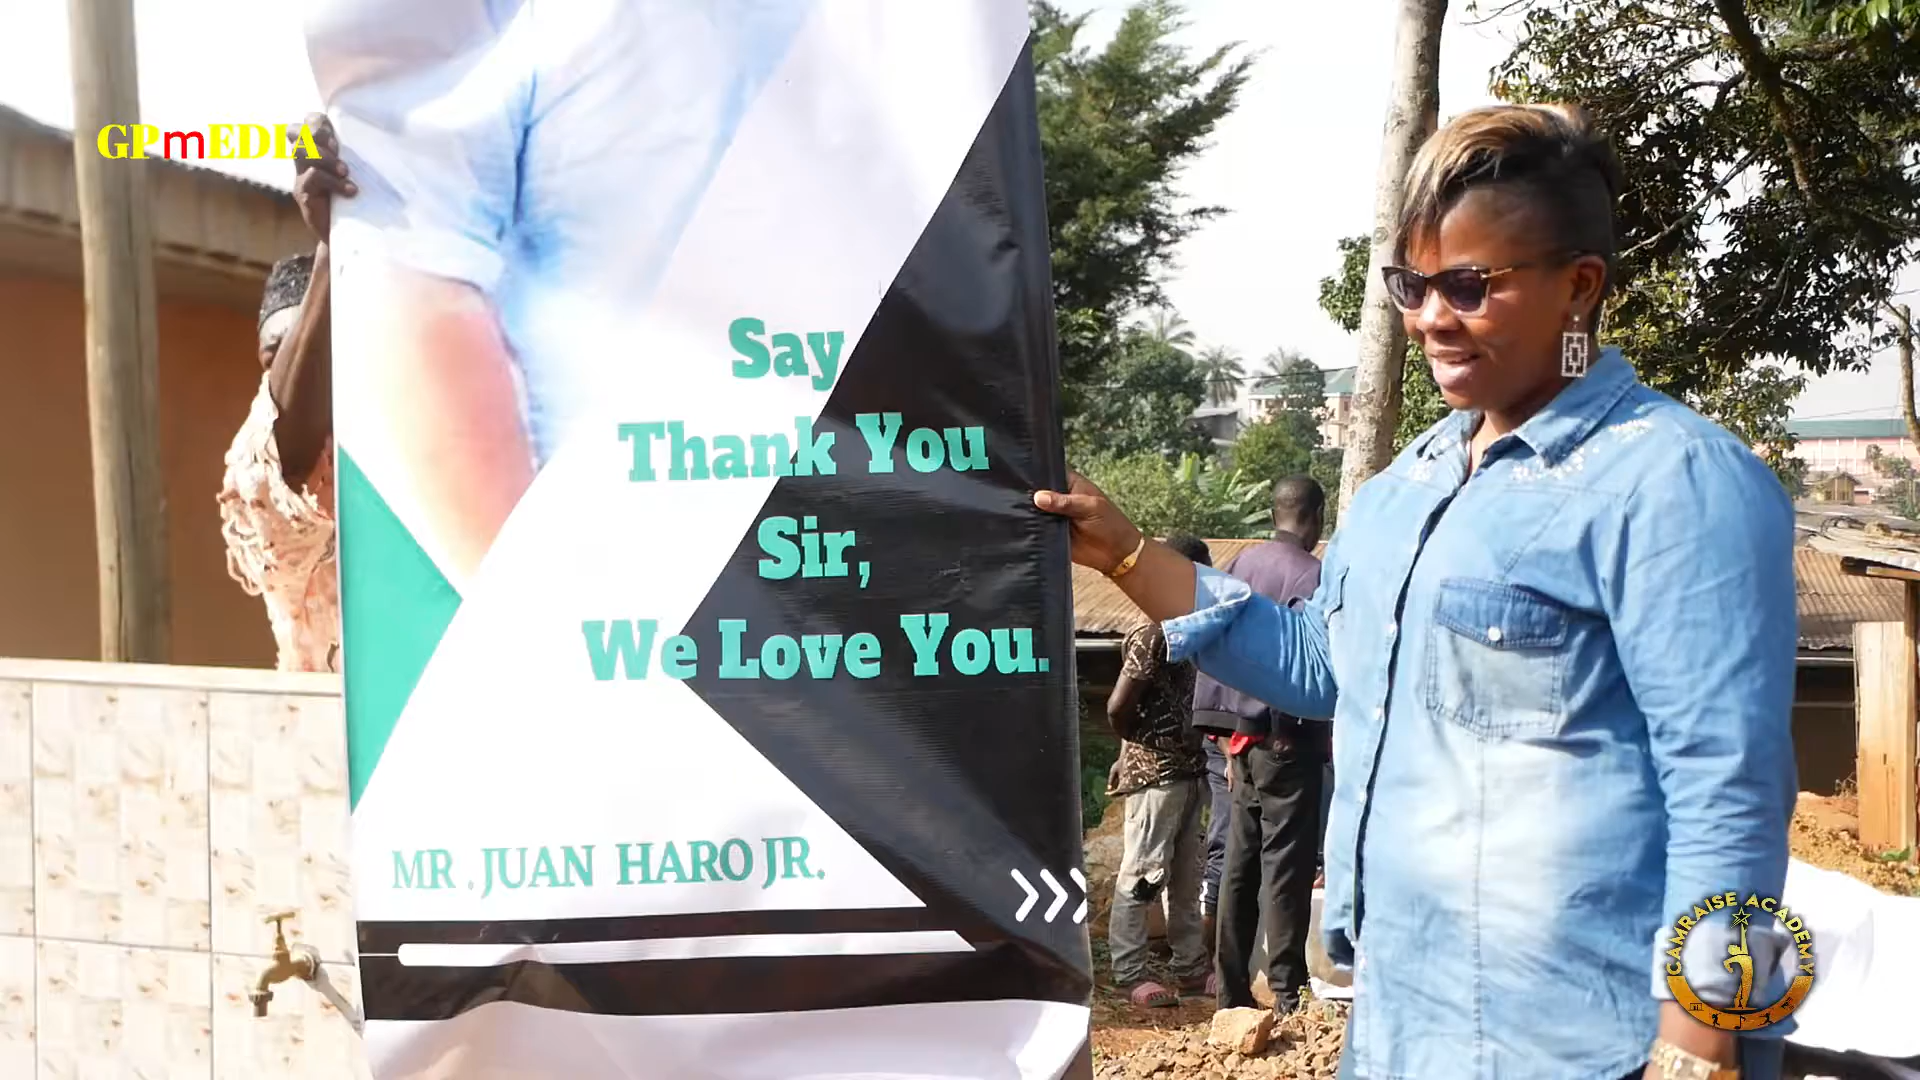 GPmEDIA
Say
Thank You
Sir,
We Love You.
MR . JUAN HARO JR.
CAMRAISE ACADEMY